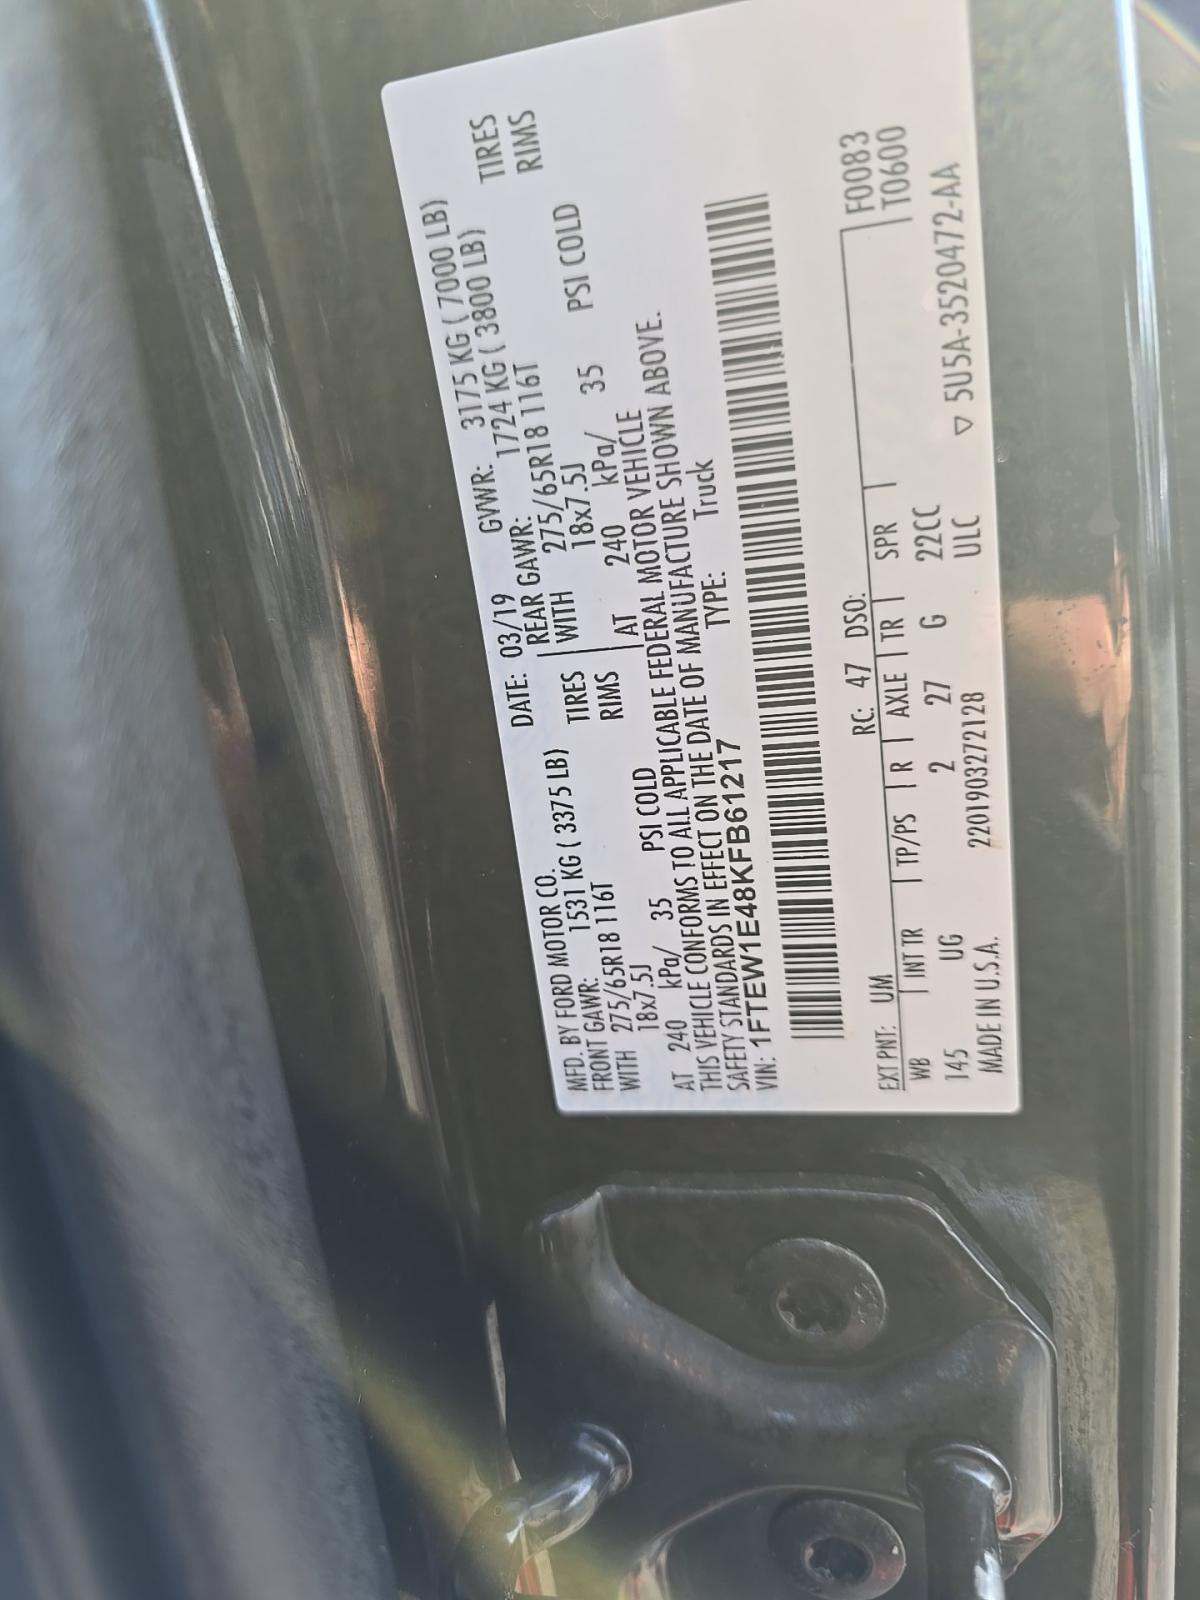 MFD. BY FORD MOTOR CO. DATE: 03/19 GVWR: 3175 KG ( 7000 LB)
FRONT GAWR: 1531 KG ( 3375 LB) REAR GAWR: 1724 KG ( 3800 LB)
WITH 275/65R18 116T TIRES WITH 275/65R18 116T TIRES
18x7.5J RIMS 18x7.5J RIMS
AT 240 kPa/ 35 PSI COLD AT 240 kPa/ 35 PSI COLD
THIS VEHICLE CONFORMS TO ALL APPLICABLE FEDERAL MOTOR VEHICLE
SAFETY STANDARDS IN EFFECT ON THE DATE OF MANUFACTURE SHOWN ABOVE.
VIN: 1FTEW1E48KFB61217 TYPE: Truck
EXT PNT: UM RC: 47 DSO: F0083
WB INT TR TP/PS R AXLE TR SPR T0600
145 UG 2 27 G 22CC
MADE IN U.S.A. 2201903272128 ULC ▽ 5U5A-3520472-AA